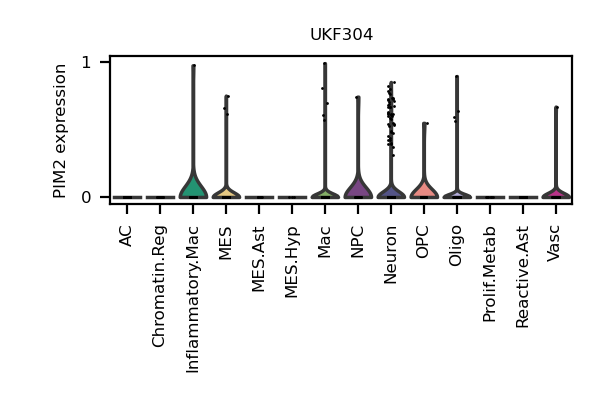 UKF304
PIM2 expression
1
0
AC
Chromatin.Reg
Inflammatory.Mac
MES
MES.Ast
MES.Hyp
Mac
NPC
Neuron
OPC
Oligo
Prolif.Metab
Reactive.Ast
Vasc